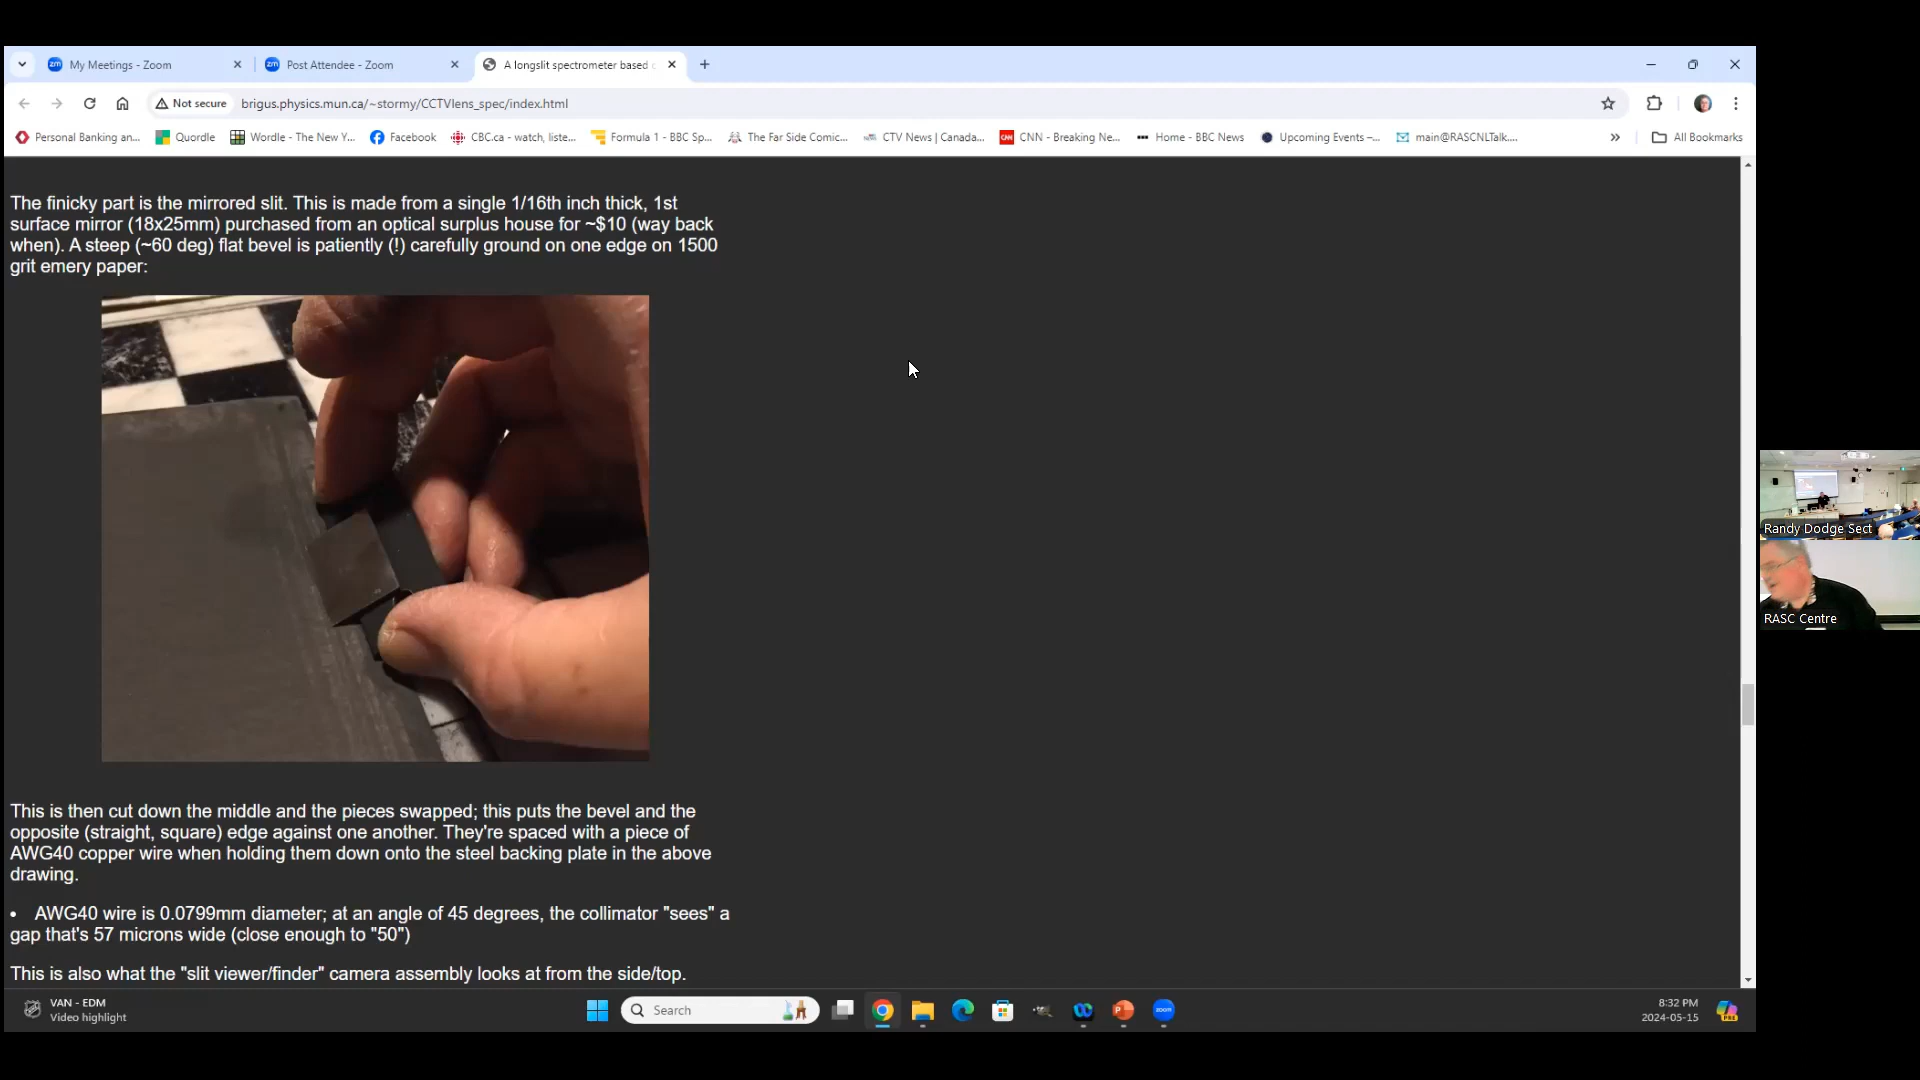 My Meetings - Zoom
Post Attendee - Zoom
A longslit spectrometer based
Not secure
brigus.physics.mun.ca/~stormy/CCTVlens_spec/index.html
Personal Banking an...
Quordle
Wordle - The New Y...
Facebook
CBC.ca - watch, liste...
Formula 1 - BBC Sp...
The Far Side Comic...
CTV News | Canada...
CNN - Breaking Ne...
Home - BBC News
Upcoming Events –...
main@RASCNLTalk....
All Bookmarks
The finicky part is the mirrored slit. This is made from a single 1/16th inch thick, 1st
surface mirror (18x25mm) purchased from an optical surplus house for ~$10 (way back
when). A steep (~60 deg) flat bevel is patiently (!) carefully ground on one edge on 1500
grit emery paper:
This is then cut down the middle and the pieces swapped; this puts the bevel and the
opposite (straight, square) edge against one another. They're spaced with a piece of
AWG40 copper wire when holding them down onto the steel backing plate in the above
drawing.
• AWG40 wire is 0.0799mm diameter; at an angle of 45 degrees, the collimator "sees" a
gap that's 57 microns wide (close enough to "50")
This is also what the "slit viewer/finder" camera assembly looks at from the side/top.
Randy Dodge Sect
RASC Centre
VAN - EDM
Video highlight
Search
8:32 PM
2024-05-15